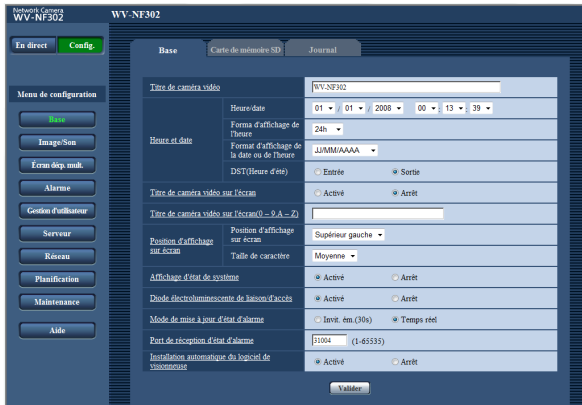 Network Camera
WV-NF302
WV-NF302
En direct
Config.
Base
Carte de mémoire SD
Journal
Menu de configuration
Base
Image/Son
Écran dép. mult.
Alarme
Gestion d'utilisateur
Serveur
Réseau
Planification
Maintenance
Aide
Titre de caméra vidéo
WV-NF302
Heure et date
Heure/date
01 / 01 / 2008 00 : 13 : 39
Forma d'affichage de
l'heure
24h
Format d'affichage de
la date ou de l'heure
JJ/MM/AAAA
DST(Heure d'été)
Entrée
Sortie
Titre de caméra vidéo sur l'écran
Activé
Arrêt
Titre de caméra vidéo sur l'écran(0 – 9,A – Z)
Position d'affichage
sur écran
Position d'affichage
sur écran
Supérieur gauche
Taille de caractère
Moyenne
Affichage d'état de système
Activé
Arrêt
Diode électroluminescente de liaison/d'accès
Activé
Arrêt
Mode de mise à jour d'état d'alarme
Invit. ém.(30s)
Temps réel
Port de réception d'état d'alarme
31004
(1-65535)
Installation automatique du logiciel de
visionneuse
Activé
Arrêt
Valider